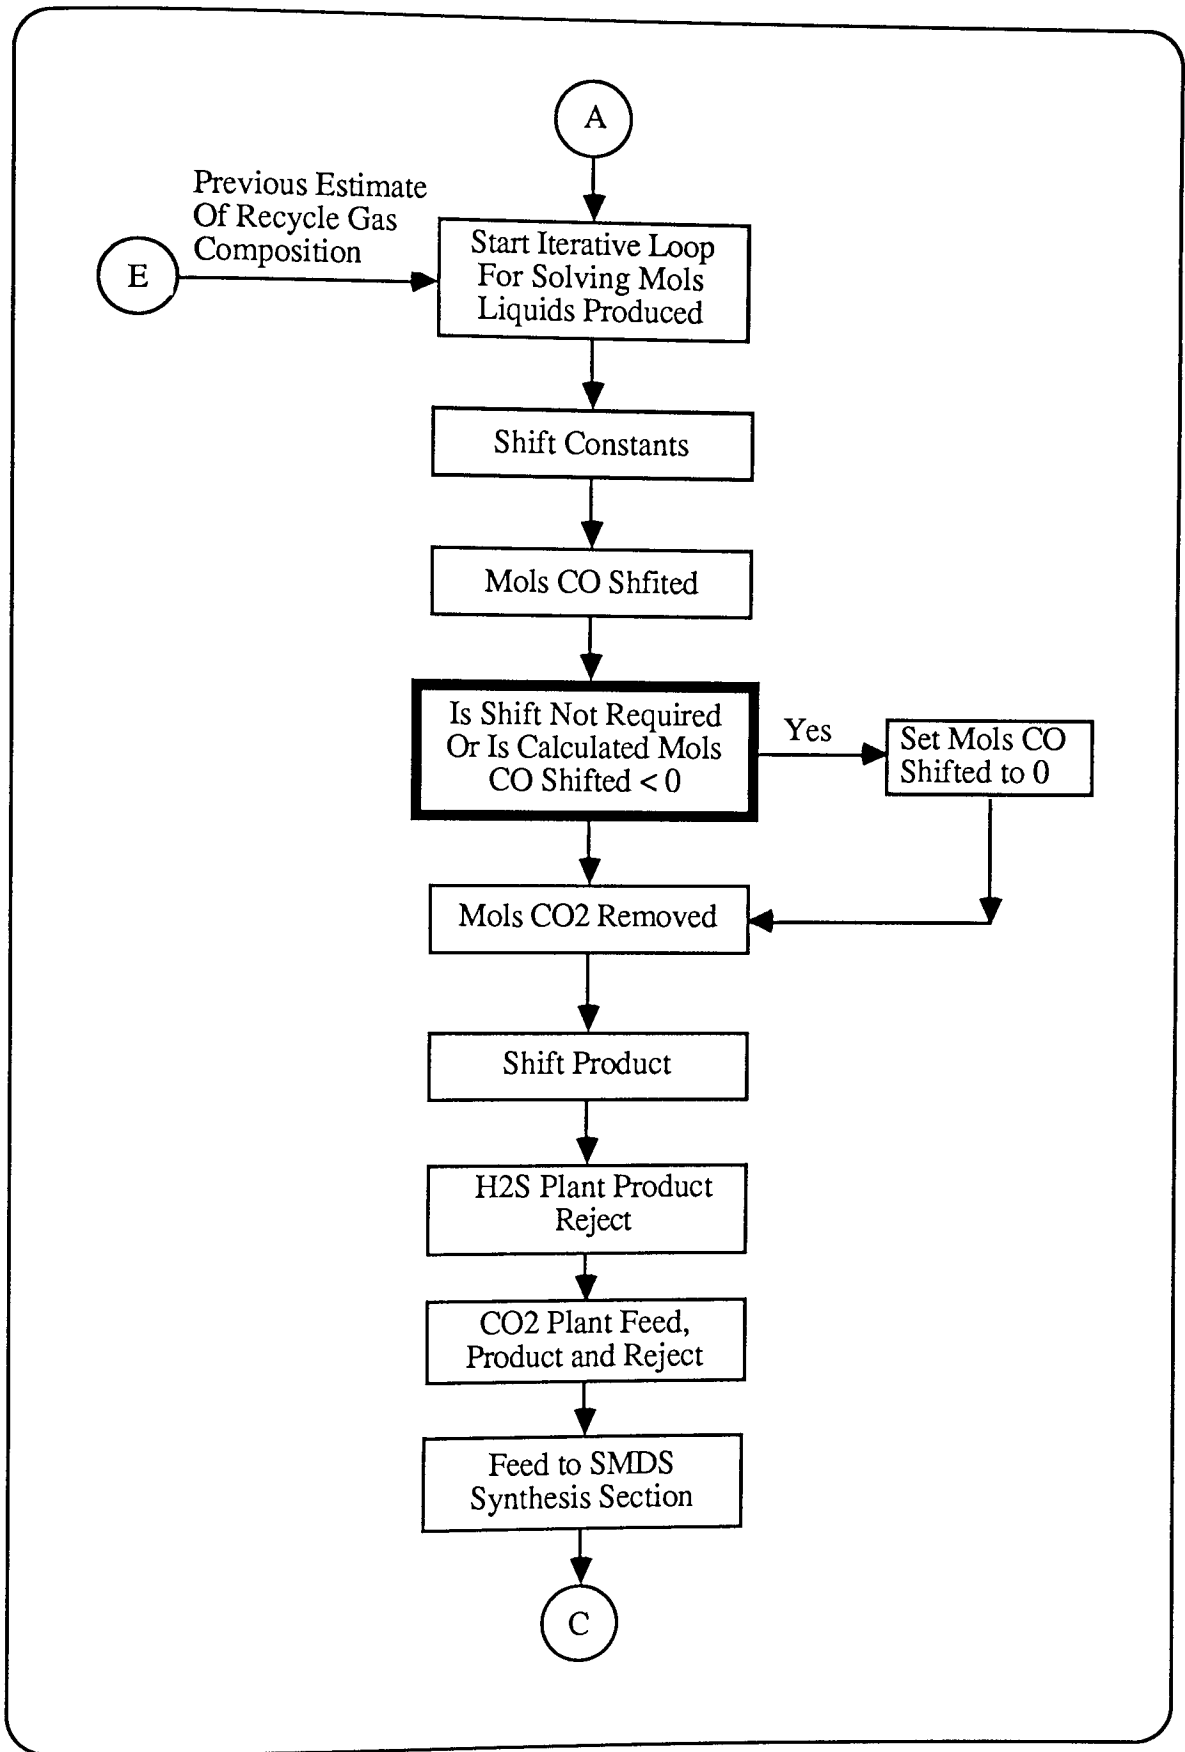 A
Previous Estimate
Of Recycle Gas
Composition
E
Start Iterative Loop
For Solving Mols
Liquids Produced
Shift Constants
Mols CO Shfited
Is Shift Not Required
Or Is Calculated Mols
CO Shifted < 0
Yes
Set Mols CO
Shifted to 0
Mols CO2 Removed
Shift Product
H2S Plant Product
Reject
CO2 Plant Feed,
Product and Reject
Feed to SMDS
Synthesis Section
C